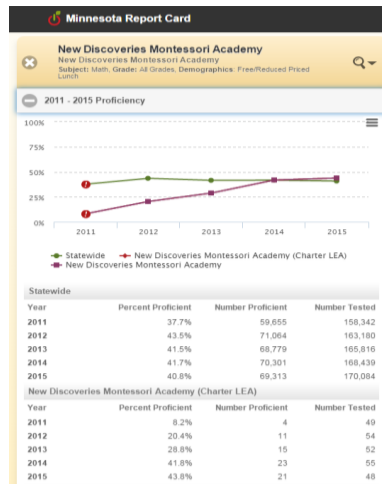 Minnesota Report Card
New Discoveries Montessori Academy
New Discoveries Montessori Academy
Subject: Math, Grade: All Grades, Demographics: Free/Reduced Priced
Lunch
2011 - 2015 Proficiency
100%
75%
50%
25%
0%
2011 2012 2013 2014 2015
Statewide New Discoveries Montessori Academy (Charter LEA)
New Discoveries Montessori Academy
Statewide
Year Percent Proficient Number Proficient Number Tested
2011 37.7% 59,655 158,342
2012 43.5% 71,064 163,180
2013 41.5% 68,779 165,816
2014 41.7% 70,301 168,439
2015 40.8% 69,313 170,084
New Discoveries Montessori Academy (Charter LEA)
Year Percent Proficient Number Proficient Number Tested
2011 8.2% 4 49
2012 20.4% 11 54
2013 28.8% 15 52
2014 41.8% 23 55
2015 43.8% 21 48